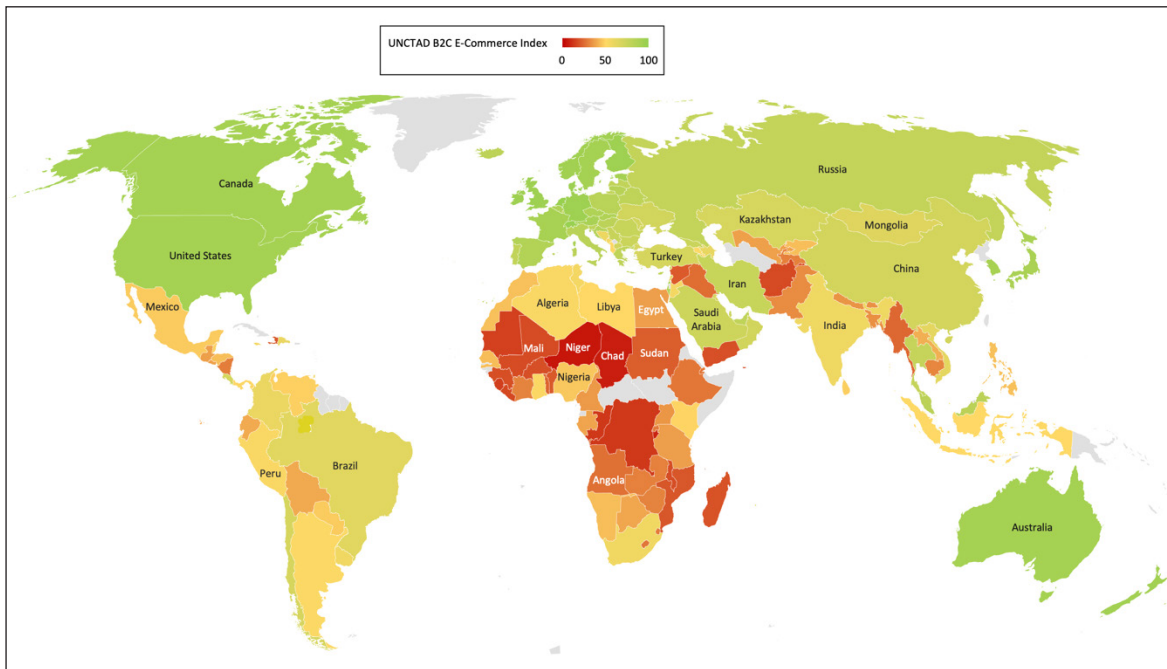 UNCTAD B2C E-Commerce Index
0 50 100
Canada
Russia
United States
Kazakhstan
Mongolia
Turkey
China
Iran
Mexico
Algeria
Libya
Egypt
Saudi
Arabia
India
Mali
Niger
Chad
Sudan
Nigeria
Peru
Brazil
Angola
Australia